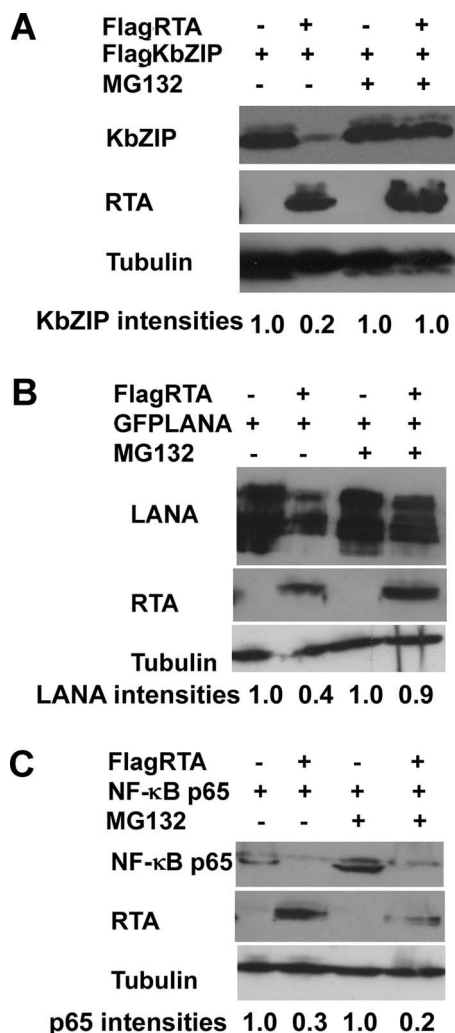 A
FlagRTA - + - +
FlagKbZIP + + + +
MG132 - - + +
KbZIP
RTA
Tubulin
KbZIP intensities 1.0 0.2 1.0 1.0
B
FlagRTA - + - +
GFPLANA + + + +
MG132 - - + +
LANA
RTA
Tubulin
LANA intensities 1.0 0.4 1.0 0.9
C
FlagRTA - + - +
NF-κB p65 + + + +
MG132 - - + +
NF-κB p65
RTA
Tubulin
p65 intensities 1.0 0.3 1.0 0.2